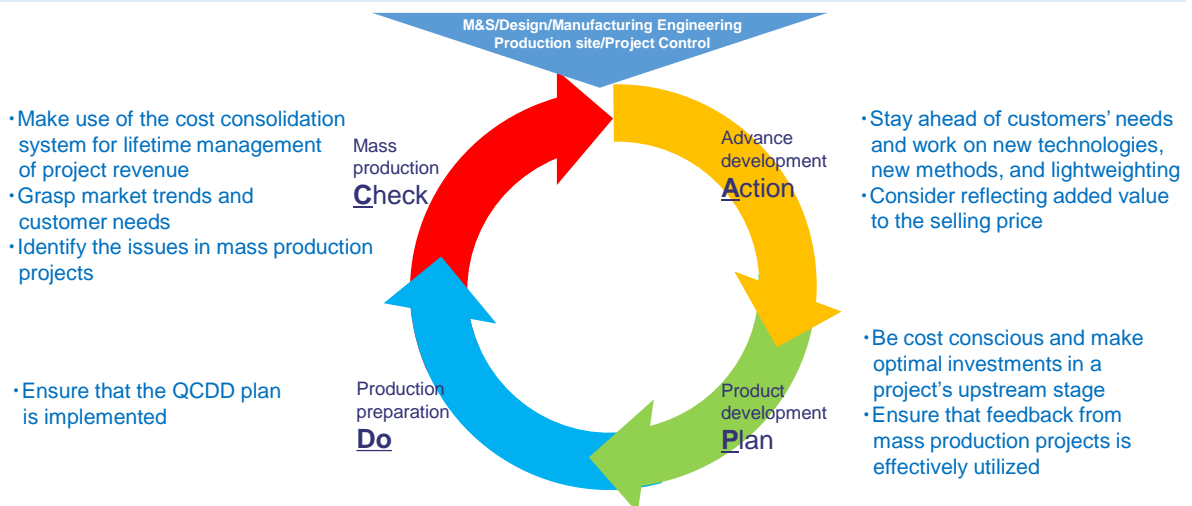 M&S/Design/Manufacturing Engineering
Production site/Project Control
・Make use of the cost consolidation
system for lifetime management
of project revenue
・Grasp market trends and
customer needs
・Identify the issues in mass production
projects
Mass
production
Check
Advance
development
Action
・Stay ahead of customers’ needs
and work on new technologies,
new methods, and lightweighting
・Consider reflecting added value
to the selling price
・Ensure that the QCDD plan
is implemented
Production
preparation
Do
Product
development
Plan
・Be cost conscious and make
optimal investments in a
project’s upstream stage
・Ensure that feedback from
mass production projects is
effectively utilized